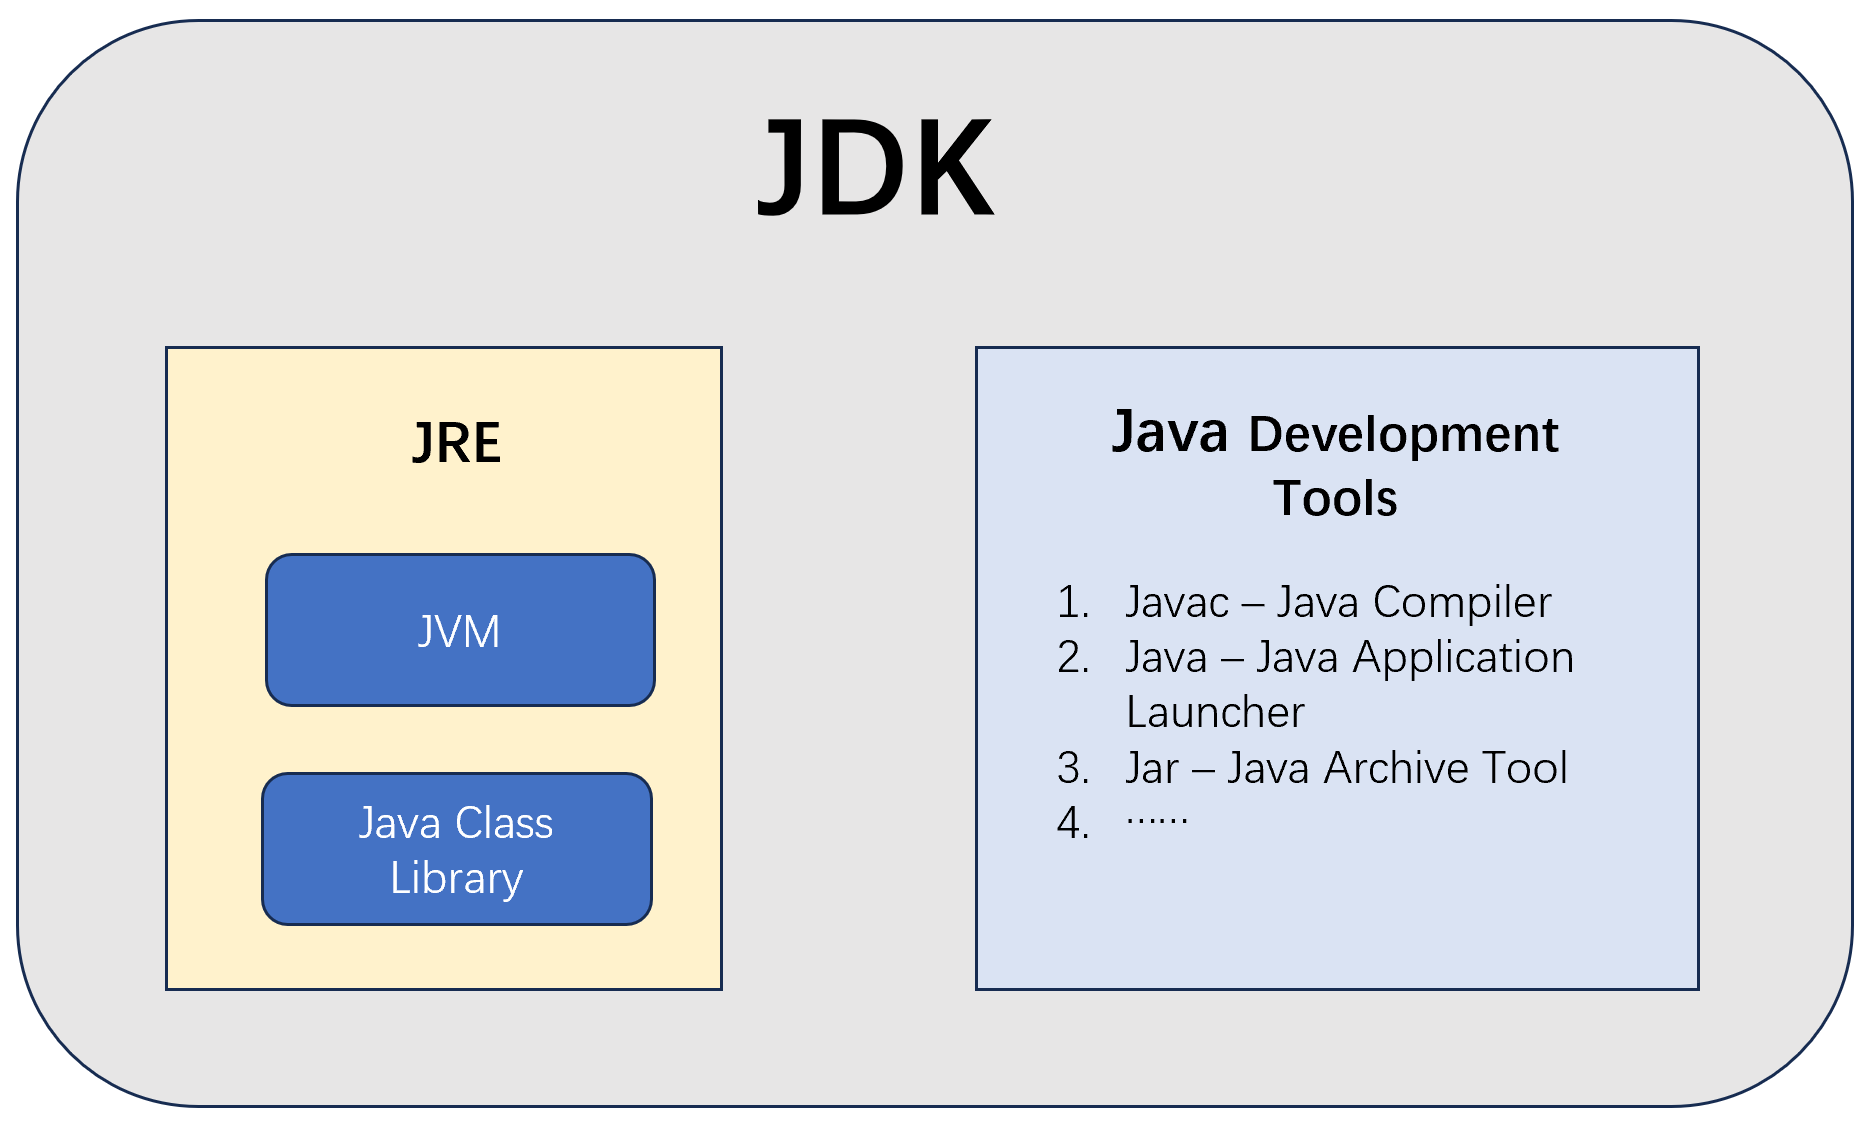 JDK
JRE
JVM
Java Class
Library
Java Development
Tools
1. Javac – Java Compiler
2. Java – Java Application
Launcher
3. Jar – Java Archive Tool
4. ……